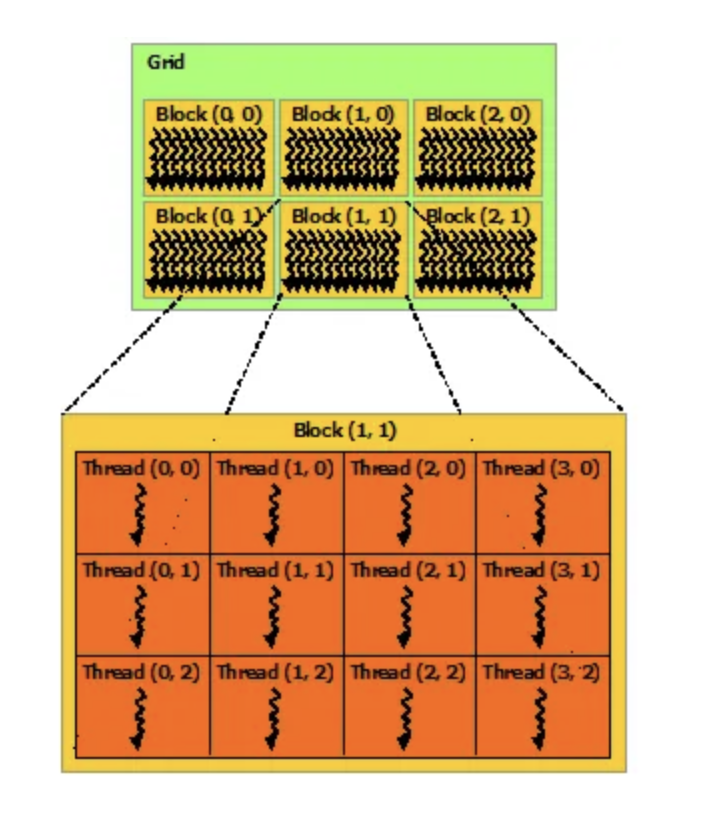 Grid
Block (0, 0) Block (1, 0) Block (2, 0)
Block (0, 1) Block (1, 1) Block (2, 1)
Block (1, 1)
Thread (0, 0) Thread (1, 0) Thread (2, 0) Thread (3, 0)
Thread (0, 1) Thread (1, 1) Thread (2, 1) Thread (3, 1)
Thread (0, 2) Thread (1, 2) Thread (2, 2) Thread (3, 2)